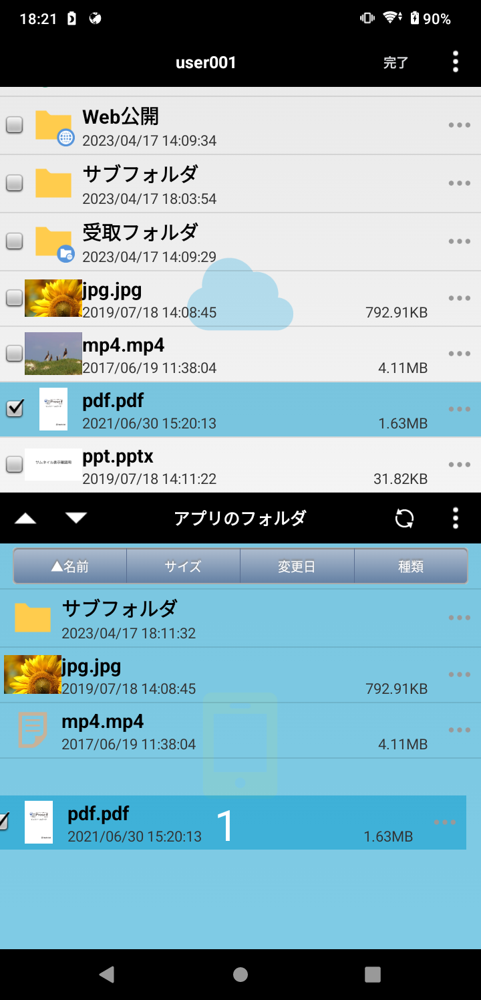 18:21
90%
user001
完了
Web公開
2023/04/17 14:09:34
サブフォルダ
2023/04/17 18:03:54
受取フォルダ
2023/04/17 14:09:29
jpg.jpg
2019/07/18 14:08:45 792.91KB
mp4.mp4
2017/06/19 11:38:04 4.11MB
Proself
pdf.pdf
2021/06/30 15:20:13 1.63MB
サムネイル表示確認用
ppt.pptx
2019/07/18 14:11:22 31.82KB
アプリのフォルダ
▲名前 サイズ 変更日 種類
サブフォルダ
2023/04/17 18:11:32
jpg.jpg
2019/07/18 14:08:45 792.91KB
mp4.mp4
2017/06/19 11:38:04 4.11MB
Proself
pdf.pdf
2021/06/30 15:20:13 1.63MB
1